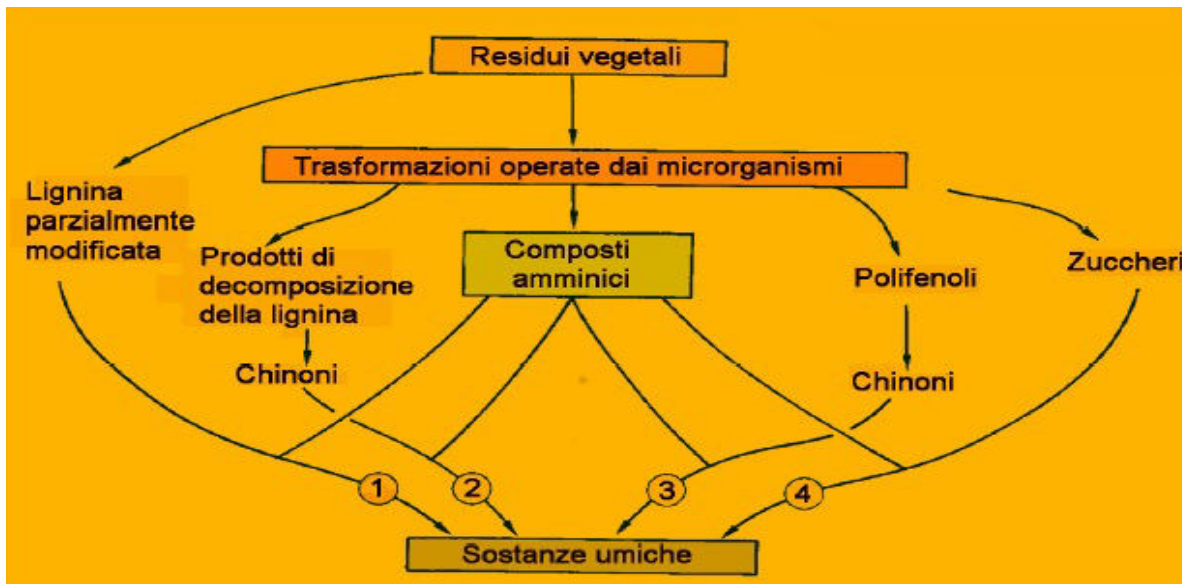 Residui vegetali
Trasformazioni operate dai microrganismi
Lignina
parzialmente
modificata
Prodotti di
decomposizione
della lignina
Composti
amminici
Polifenoli
Zuccheri
Chinoni
Chinoni
1
2
3
4
Sostanze umiche